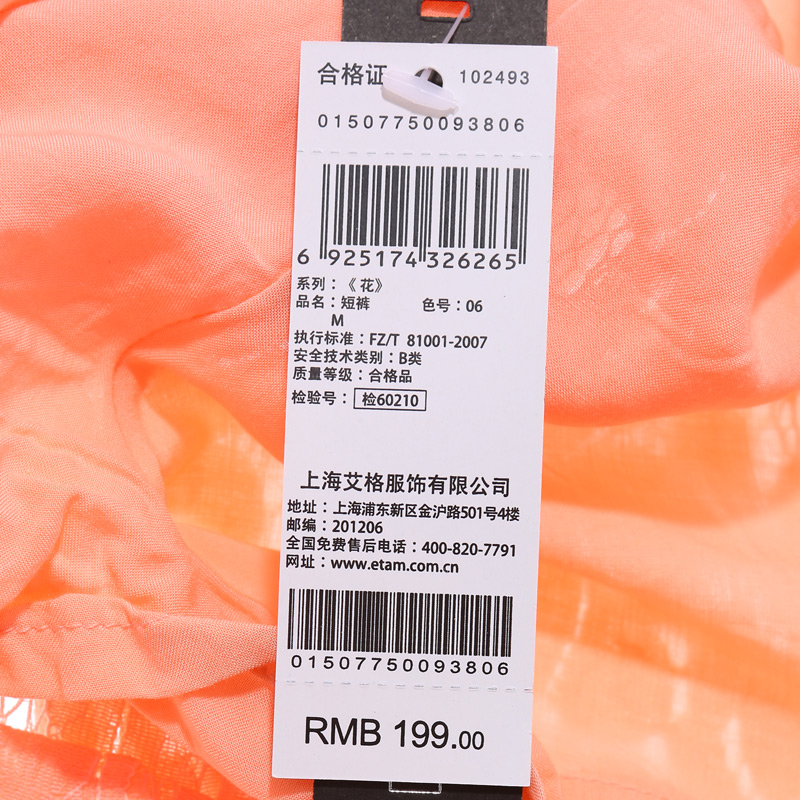 合格证 102493
01507750093806
6 925174 326265
系列：《花》
品名：短裤 色号：06
M
执行标准：FZ/T 81001-2007
安全技术类别：B类
质量等级：合格品
检验号： 检60210
上海艾格服饰有限公司
地址：上海浦东新区金沪路501号4楼
邮编：201206
全国免费售后电话：400-820-7791
网址：www.etam.com.cn
01507750093806
RMB 199.00